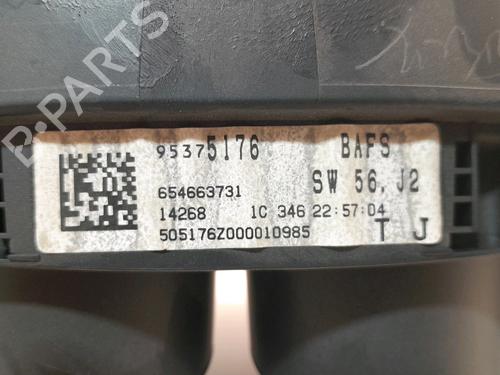 B-PARTS
95375176 BAFS
654663731 SW 56. J2
14268 1C 346 22:57:04
505176Z000010985 T J